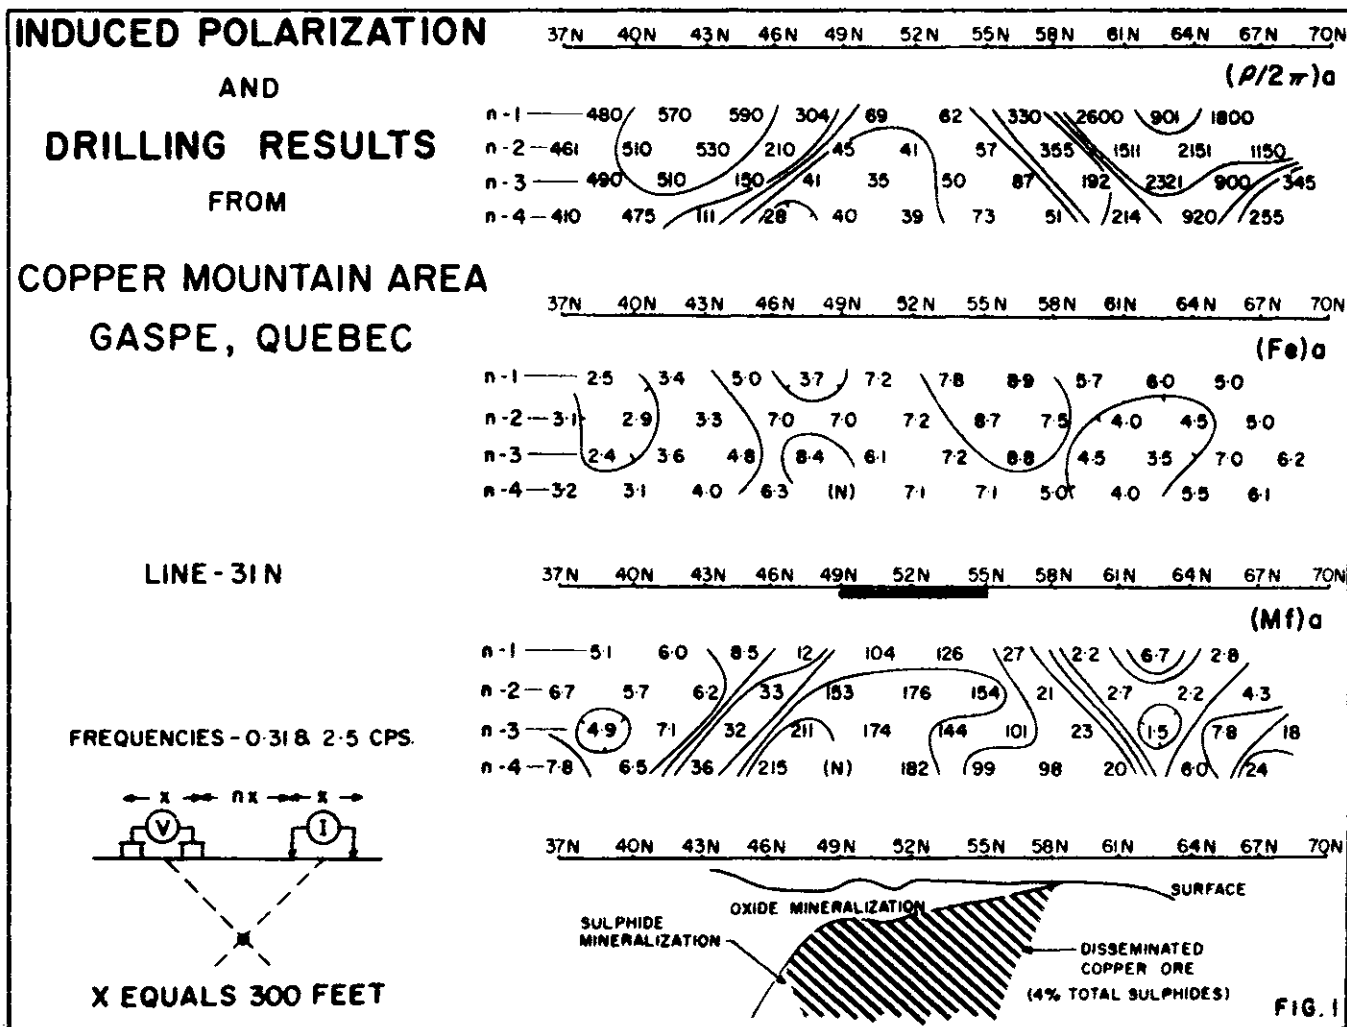 INDUCED POLARIZATION
AND
DRILLING RESULTS
FROM
COPPER MOUNTAIN AREA
GASPE, QUEBEC
LINE-31N
FREQUENCIES-0·31& 2·5 CPS.
x nx x
V I
X EQUALS 300 FEET
37N 40N 43N 46N 49N 52N 55N 58N 61N 64N 67N 70N
(ρ/2π)a
n-1 480 570 590 304 69 62 330 2600 901 1800
n-2 461 510 530 210 45 41 57 355 1511 2151 1150
n-3 490 510 150 41 35 50 87 192 2321 900 345
n-4 410 475 111 28 40 39 73 51 214 920 255
37N 40N 43N 46N 49N 52N 55N 58N 61N 64N 67N 70N
(Fe)a
n-1 2·5 3·4 5·0 3·7 7·2 7·8 8·9 5·7 6·0 5·0
n-2 3·1 2·9 3·3 7·0 7·0 7·2 8·7 7·5 4·0 4·5 5·0
n-3 2·4 3·6 4·8 8·4 6·1 7·2 8·8 4·5 3·5 7·0 6·2
n-4 3·2 3·1 4·0 6·3 (N) 7·1 7·1 5·0 4·0 5·5 6·1
37N 40N 43N 46N 49N 52N 55N 58N 61N 64N 67N 70N
(Mf)a
n-1 5·1 6·0 8·5 12 104 126 27 2·2 6·7 2·8
n-2 6·7 5·7 6·2 33 153 176 154 21 2·7 2·2 4·3
n-3 4·9 7·1 32 211 174 144 101 23 1·5 7·8 18
n-4 7·8 6·5 36 215 (N) 182 99 98 20 6·0 24
37N 40N 43N 46N 49N 52N 55N 58N 61N 64N 67N 70N
SURFACE
OXIDE MINERALIZATION
SULPHIDE
MINERALIZATION
DISSEMINATED
COPPER ORE
(4% TOTAL SULPHIDES)
FIG. 1